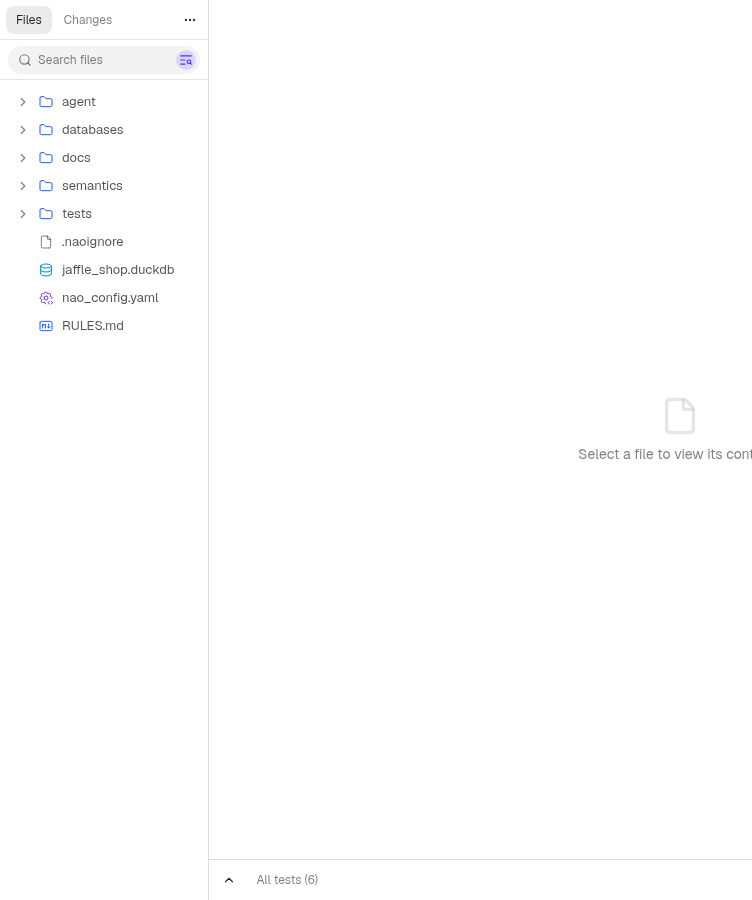 Files
Changes
Search files
agent
databases
docs
semantics
tests
.naoignore
jaffle_shop.duckdb
nao_config.yaml
RULES.md
Select a file to view its cont
All tests (6)